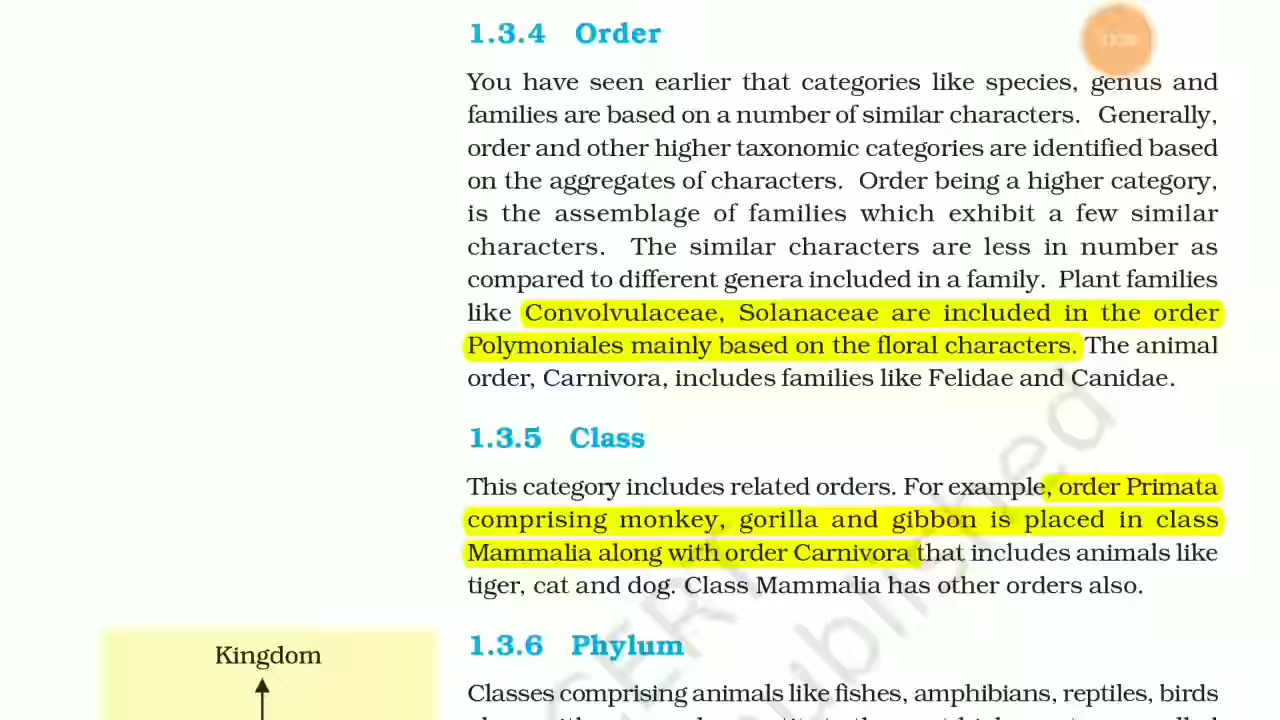 1.3.4 Order
You have seen earlier that categories like species, genus and
families are based on a number of similar characters. Generally,
order and other higher taxonomic categories are identified based
on the aggregates of characters. Order being a higher category,
is the assemblage of families which exhibit a few similar
characters. The similar characters are less in number as
compared to different genera included in a family. Plant families
like Convolvulaceae, Solanaceae are included in the order
Polymoniales mainly based on the floral characters. The animal
order, Carnivora, includes families like Felidae and Canidae.
1.3.5 Class
This category includes related orders. For example, order Primata
comprising monkey, gorilla and gibbon is placed in class
Mammalia along with order Carnivora that includes animals like
tiger, cat and dog. Class Mammalia has other orders also.
1.3.6 Phylum
Kingdom
Classes comprising animals like fishes, amphibians, reptiles, birds